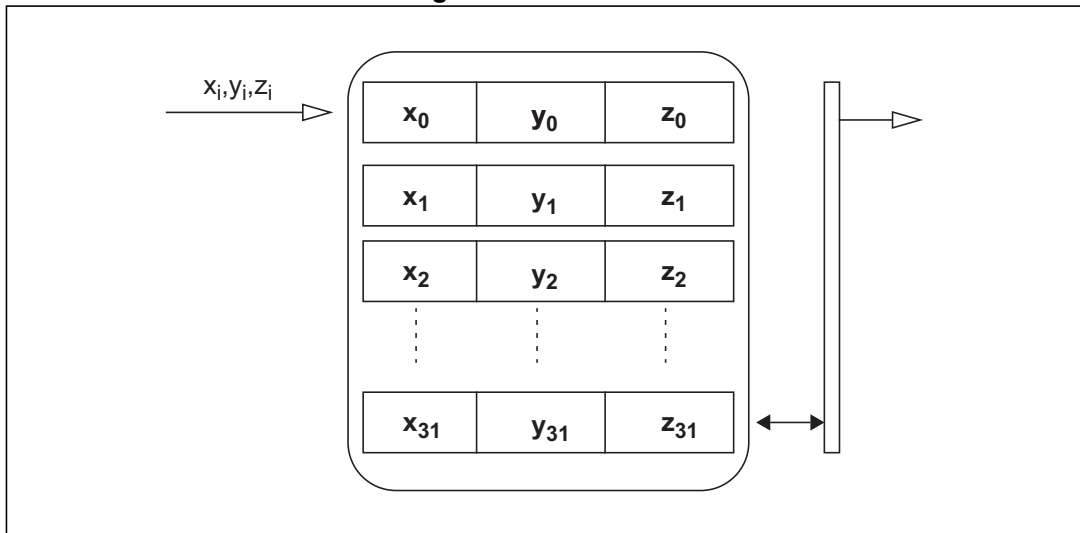 xᵢ,yᵢ,zᵢ
x₀ y₀ z₀
x₁ y₁ z₁
x₂ y₂ z₂
x₃₁ y₃₁ z₃₁